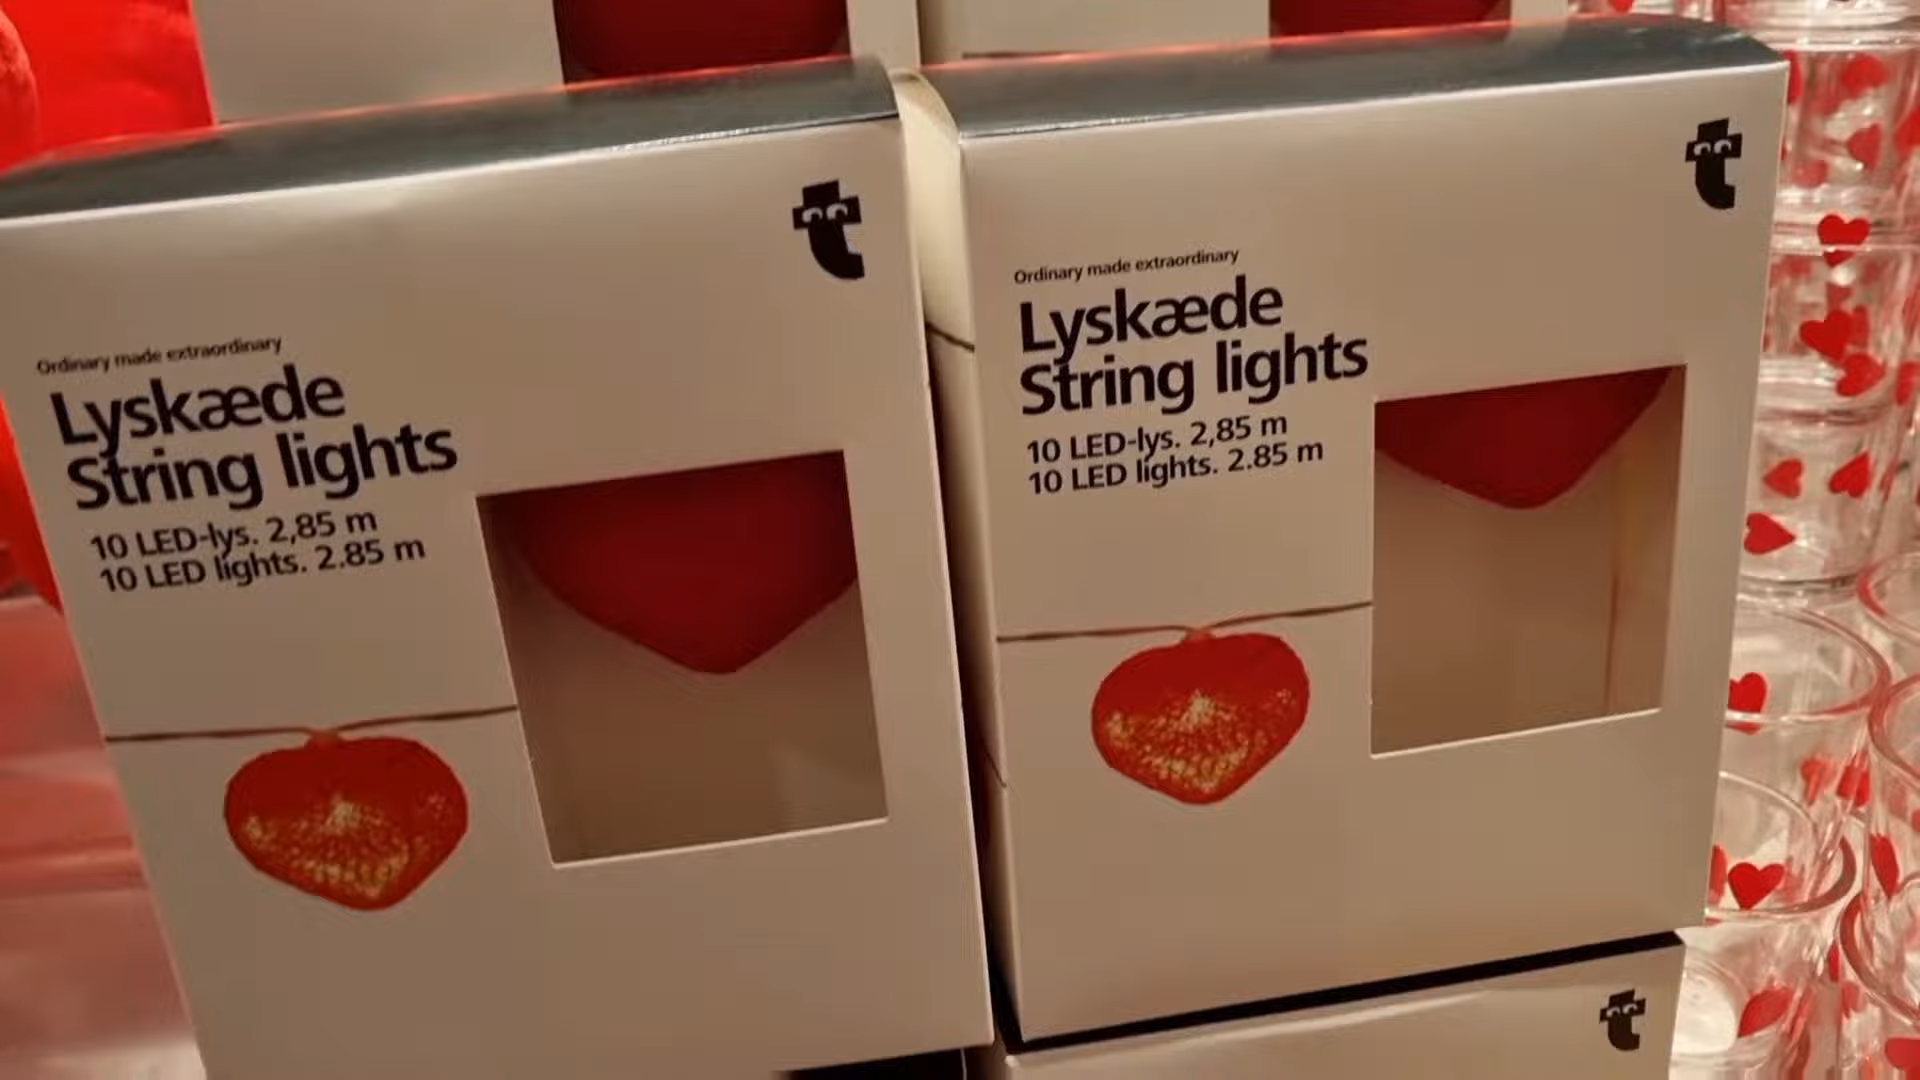 Ordinary made extraordinary
Lyskæde
String lights
10 LED-lys. 2,85 m
10 LED lights. 2.85 m
Ordinary made extraordinary
Lyskæde
String lights
10 LED-lys. 2,85 m
10 LED lights. 2.85 m